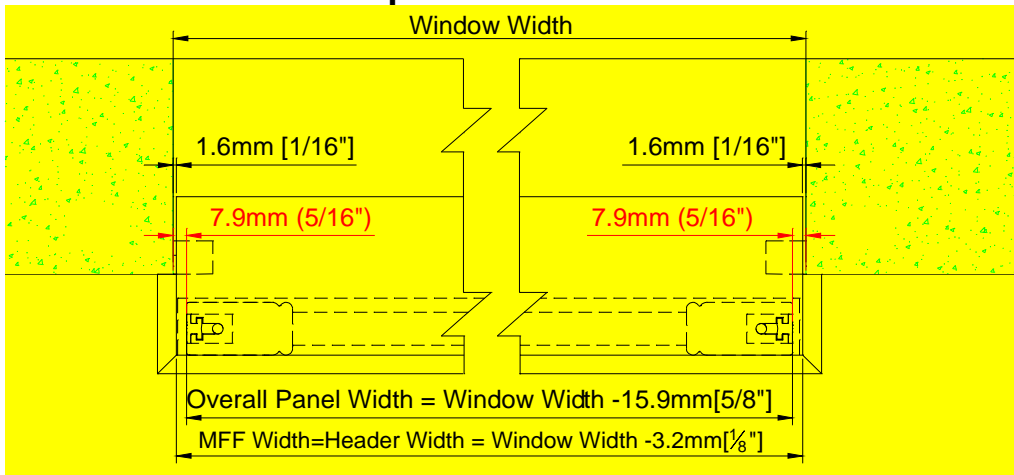 Window Width
1.6mm [1/16"]
1.6mm [1/16"]
7.9mm (5/16")
7.9mm (5/16")
Overall Panel Width = Window Width -15.9mm[5/8"]
MFF Width=Header Width = Window Width -3.2mm[⅛"]